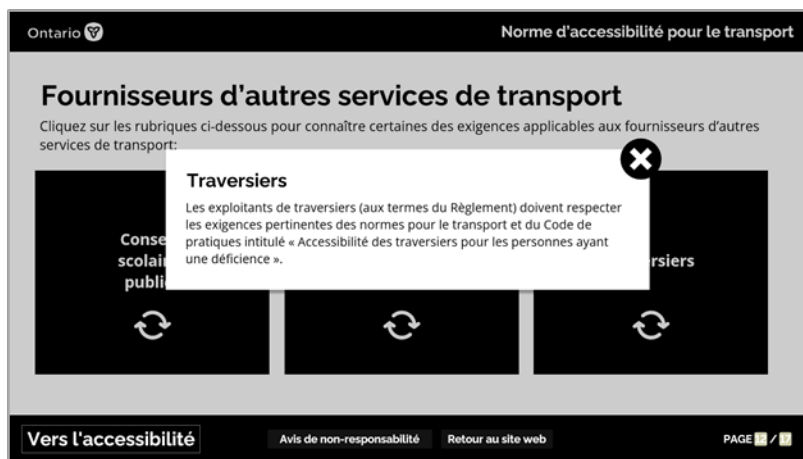 Ontario
Norme d'accessibilité pour le transport
Fournisseurs d'autres services de transport
Cliquez sur les rubriques ci-dessous pour connaître certaines des exigences applicables aux fournisseurs d'autres
services de transport:
Traversiers
Les exploitants de traversiers (aux termes du Règlement) doivent respecter
les exigences pertinentes des normes pour le transport et du Code de
pratiques intitulé « Accessibilité des traversiers pour les personnes ayant
une déficience ».
Conse
scolai
publi
rsiers
Vers l'accessibilité
Avis de non-responsabilité
Retour au site web
PAGE 12 / 17